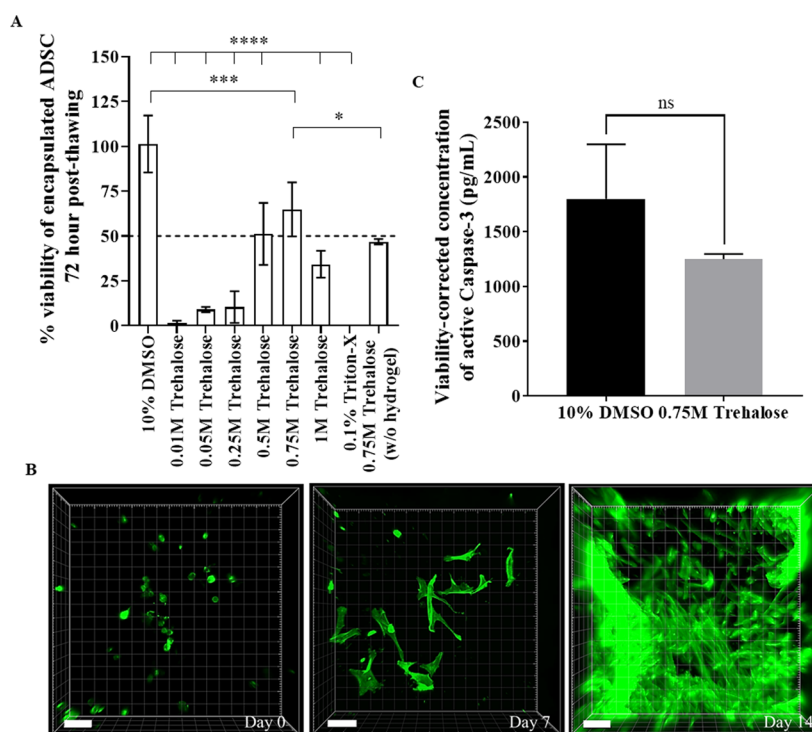 A
% viability of encapsulated ADSC
72 hour post-thawing
150
125
100
75
50
25
0
****
***
*
10% DMSO
0.01M Trehalose
0.05M Trehalose
0.25M Trehalose
0.5M Trehalose
0.75M Trehalose
1M Trehalose
0.1% Triton-X
0.75M Trehalose
(w/o hydrogel)
C
Viability-corrected concentration
of active Caspase-3 (pg/mL)
2500
2000
1500
1000
500
0
ns
10% DMSO 0.75M Trehalose
B
Day 0
Day 7
Day 14